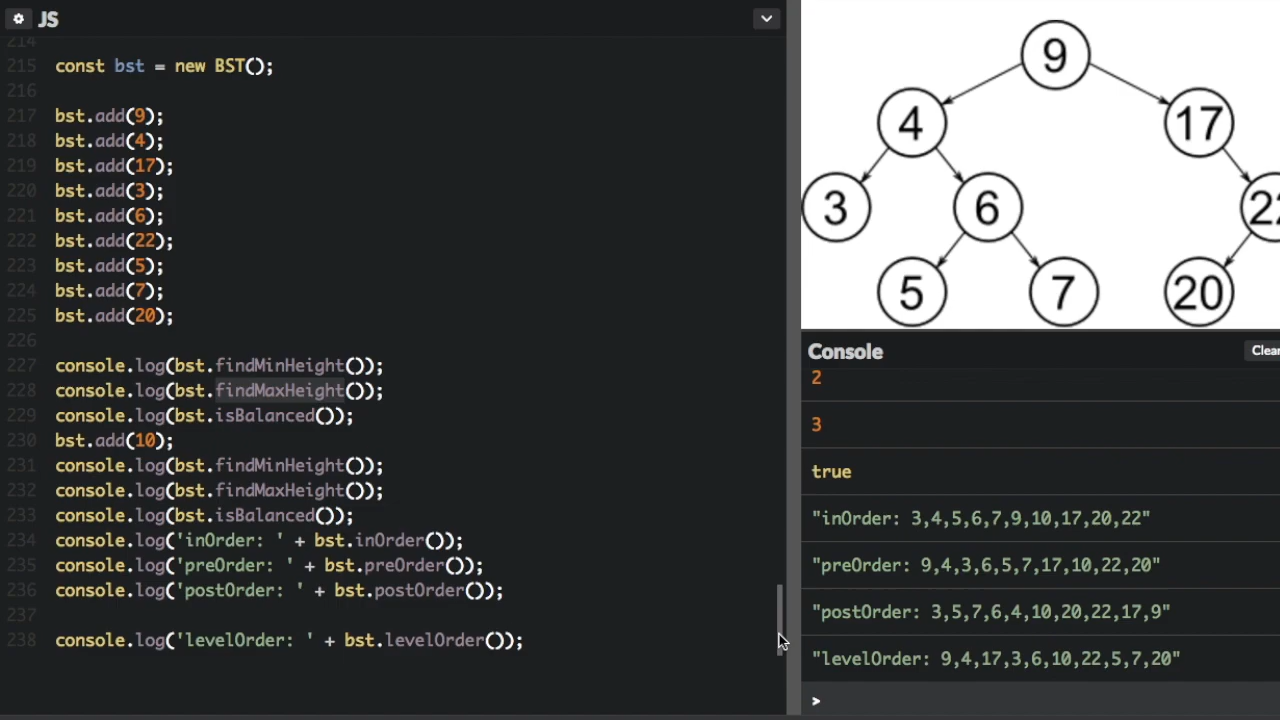 JS
214
215 const bst = new BST();
216
217 bst.add(9);
218 bst.add(4);
219 bst.add(17);
220 bst.add(3);
221 bst.add(6);
222 bst.add(22);
223 bst.add(5);
224 bst.add(7);
225 bst.add(20);
226
227 console.log(bst.findMinHeight());
228 console.log(bst.findMaxHeight());
229 console.log(bst.isBalanced());
230 bst.add(10);
231 console.log(bst.findMinHeight());
232 console.log(bst.findMaxHeight());
233 console.log(bst.isBalanced());
234 console.log('inOrder: ' + bst.inOrder());
235 console.log('preOrder: ' + bst.preOrder());
236 console.log('postOrder: ' + bst.postOrder());
237
238 console.log('levelOrder: ' + bst.levelOrder());
9
4 17
3 6 22
5 7 20
Console Clear
2
3
true
"inOrder: 3,4,5,6,7,9,10,17,20,22"
"preOrder: 9,4,3,6,5,7,17,10,22,20"
"postOrder: 3,5,7,6,4,10,20,22,17,9"
"levelOrder: 9,4,17,3,6,10,22,5,7,20"
>